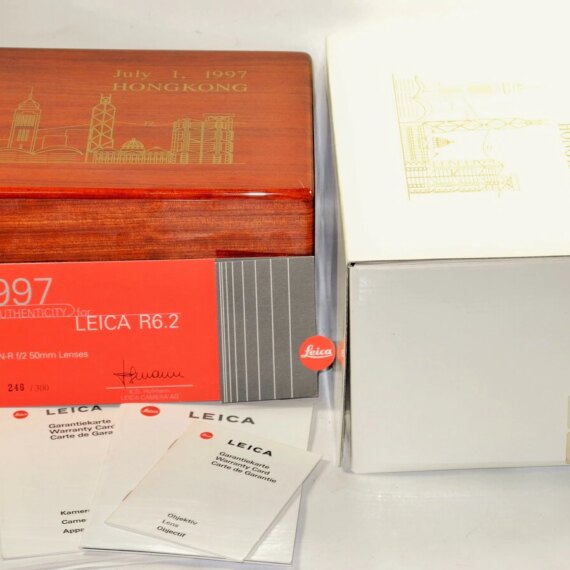 July 1, 1997
HONGKONG
997
AUTHENTICITY for
LEICA R6.2
N-R f/2 50mm Lenses
246 /300
LEICA CAMERA AG
Leica
LEICA
Garantiekarte
Warranty Card
Carte de Garan
Kamer
Came
Appa
LEICA
LEICA
Garantiekarte
Warranty Card
Carte de Garantie
Objektiv
Lens
Objectif